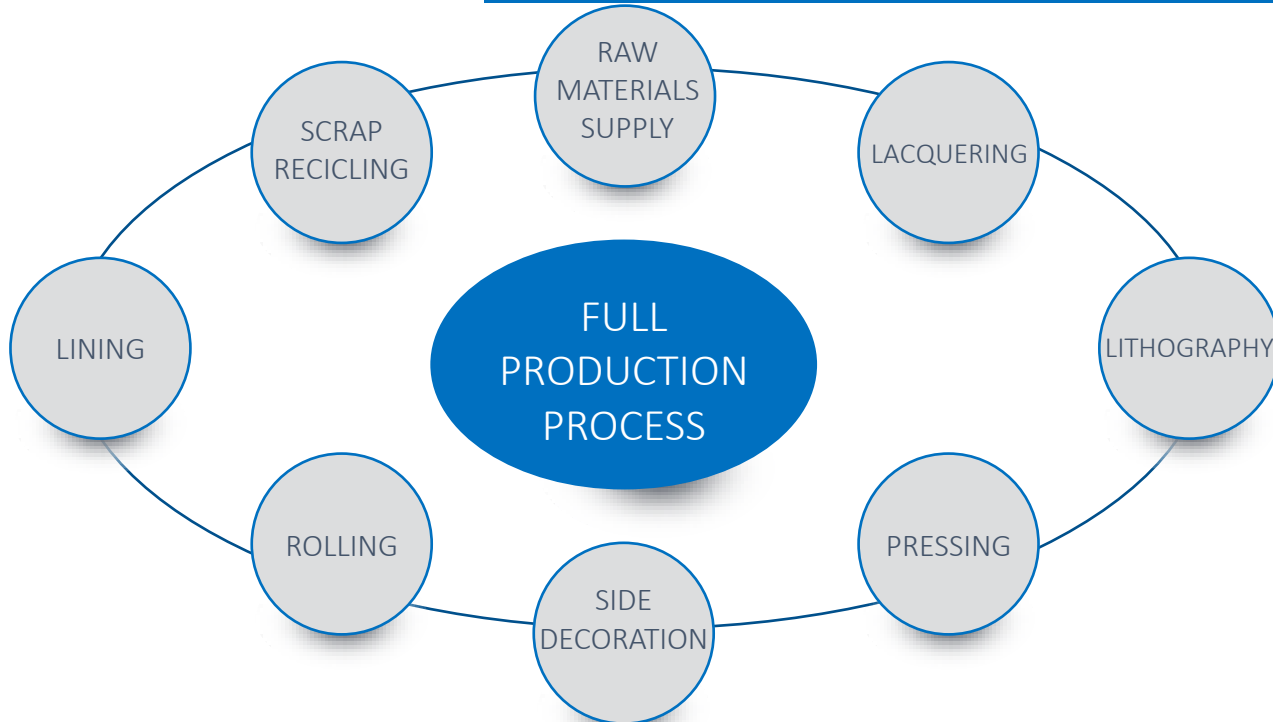 RAW
MATERIALS
SUPPLY
LACQUERING
LITHOGRAPHY
PRESSING
SIDE
DECORATION
ROLLING
LINING
SCRAP
RECICLING
FULL
PRODUCTION
PROCESS